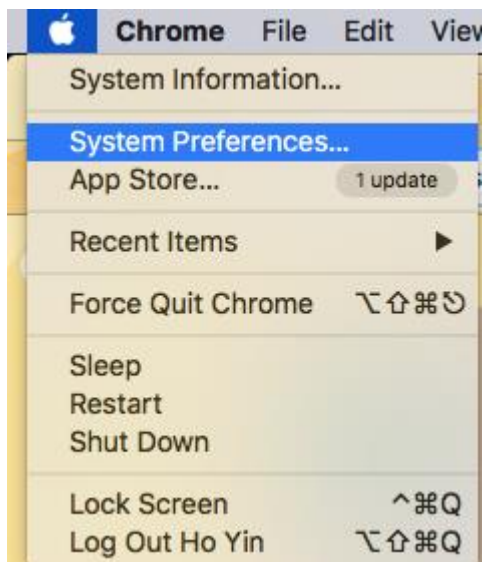 Chrome File Edit View
System Information...
System Preferences...
App Store... 1 update
Recent Items ▶
Force Quit Chrome ⌥⇧⌘⎋
Sleep
Restart
Shut Down
Lock Screen ^⌘Q
Log Out Ho Yin ⌥⇧⌘Q